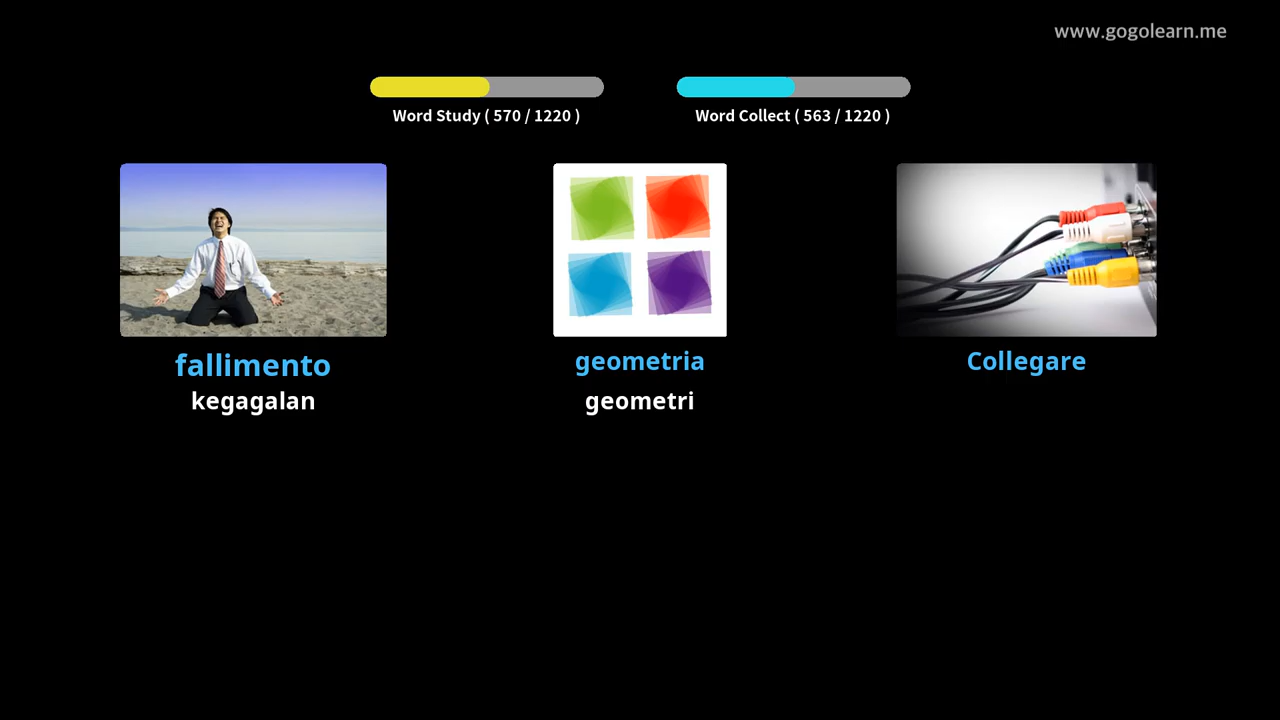 www.gogolearn.me
Word Study ( 570 / 1220 )
Word Collect ( 563 / 1220 )
fallimento
kegagalan
geometria
geometri
Collegare